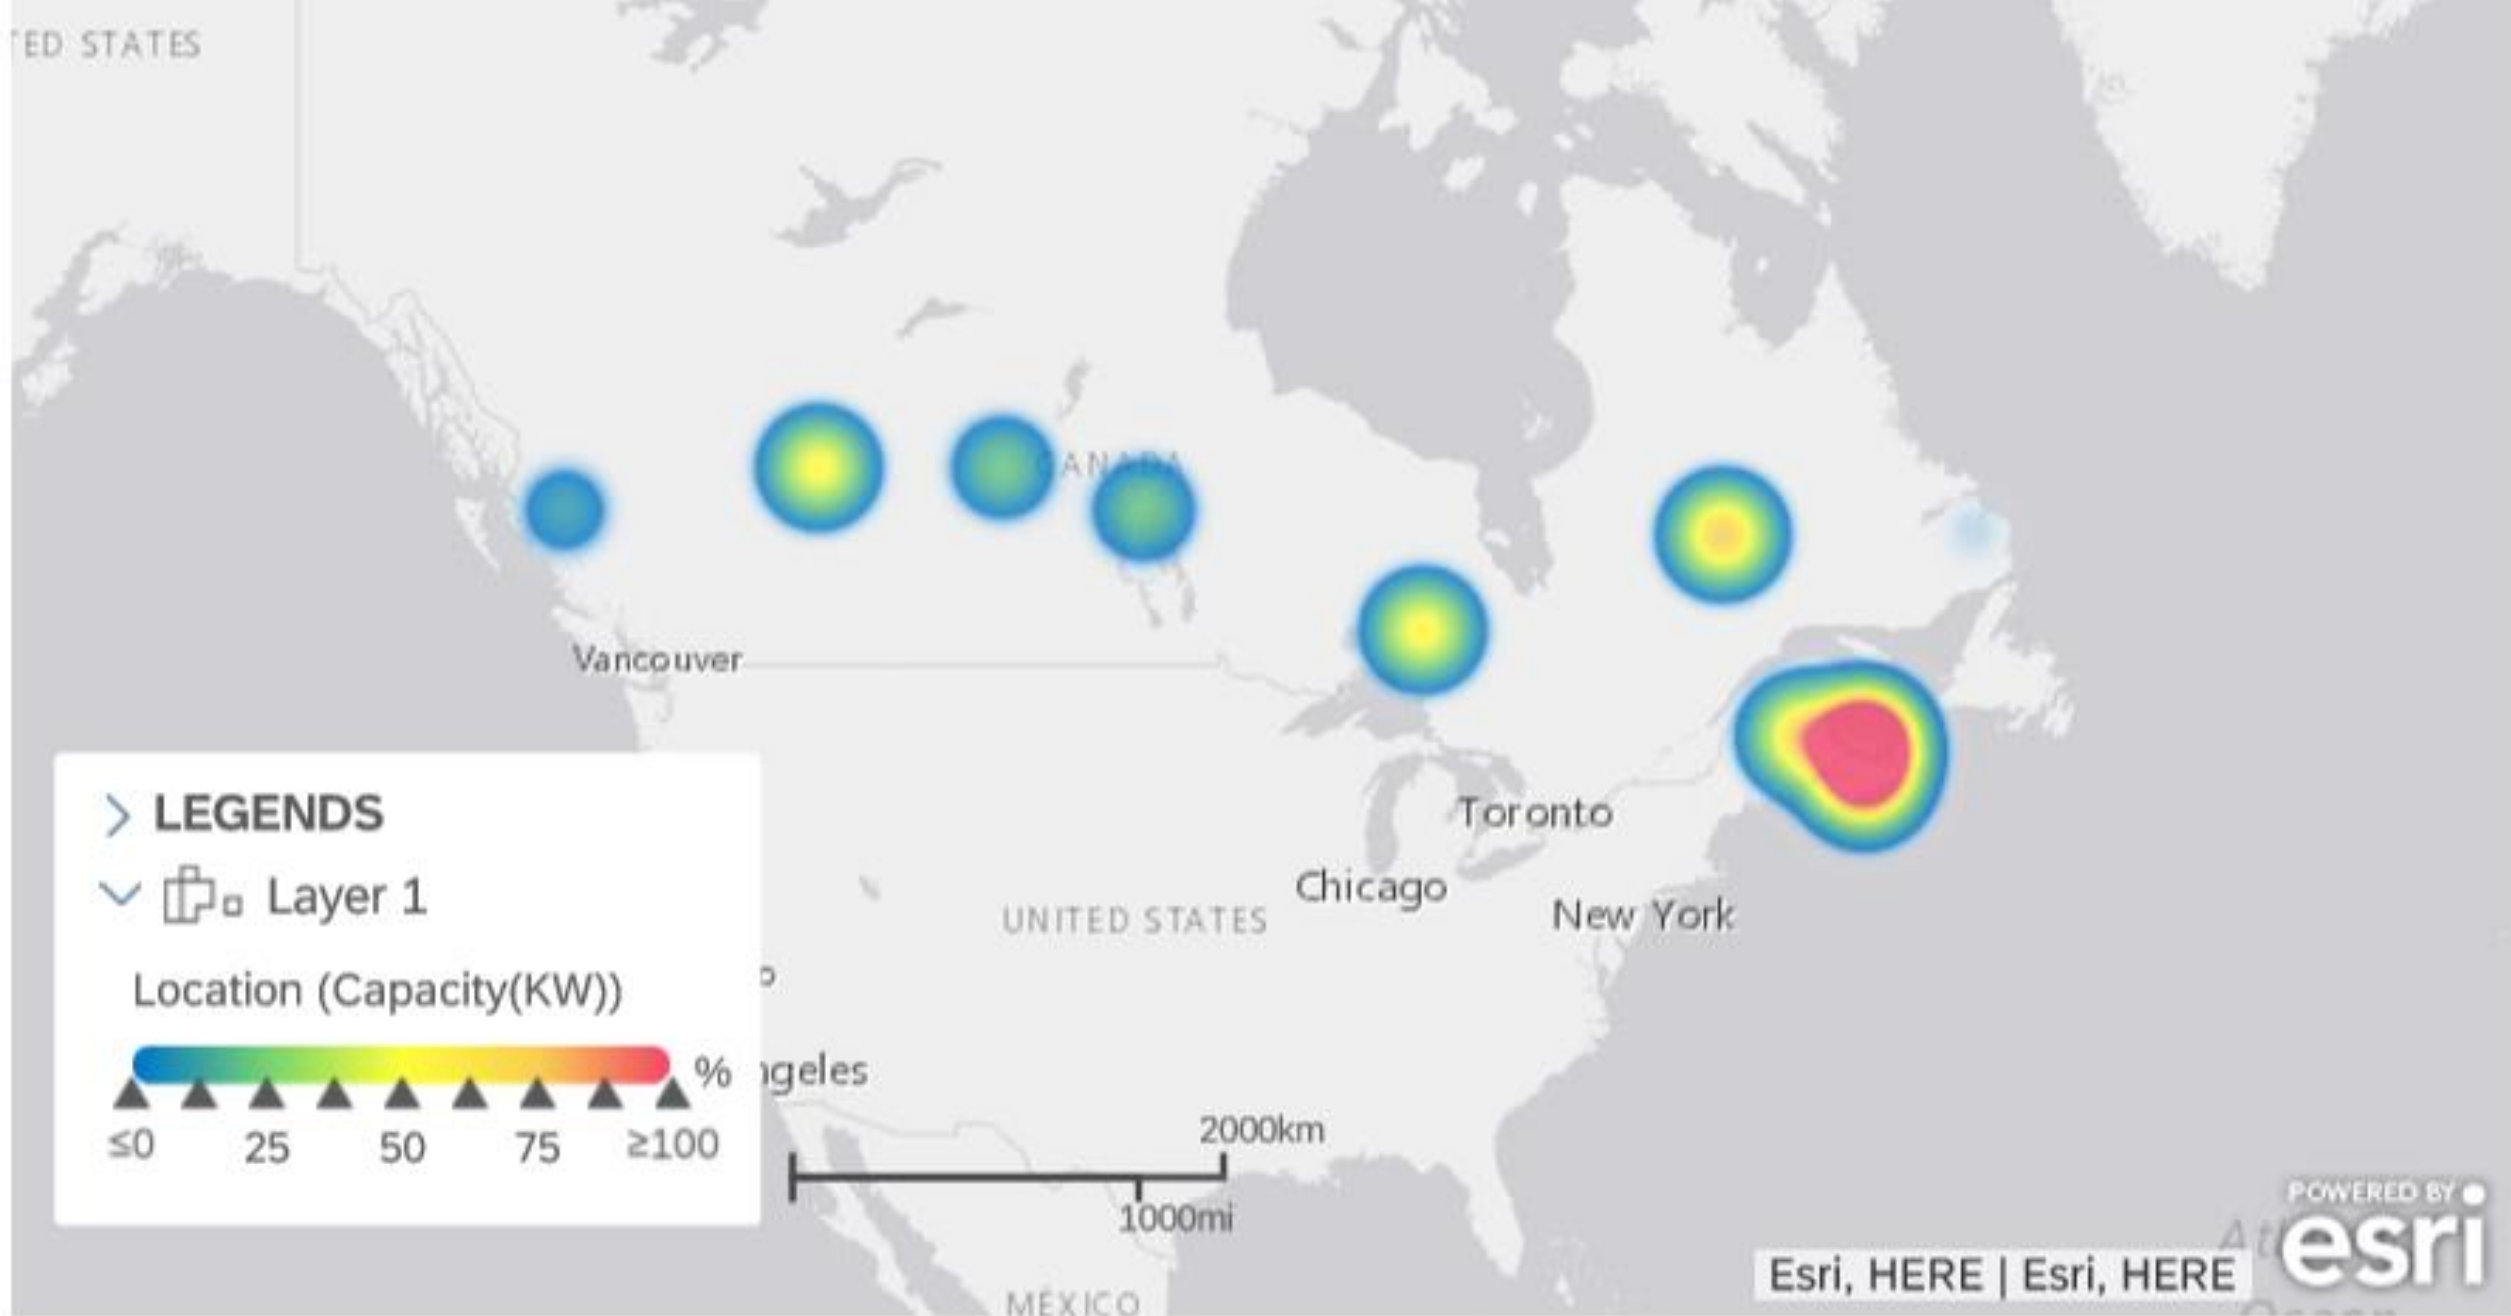 ED STATES
CANADA
Vancouver
Toronto
Chicago
New York
UNITED STATES
LEGENDS
Layer 1
Location (Capacity(KW))
%
≤0 25 50 75 ≥100
ngeles
2000km
1000mi
MÉXICO
POWERED BY
esri
Esri, HERE | Esri, HERE